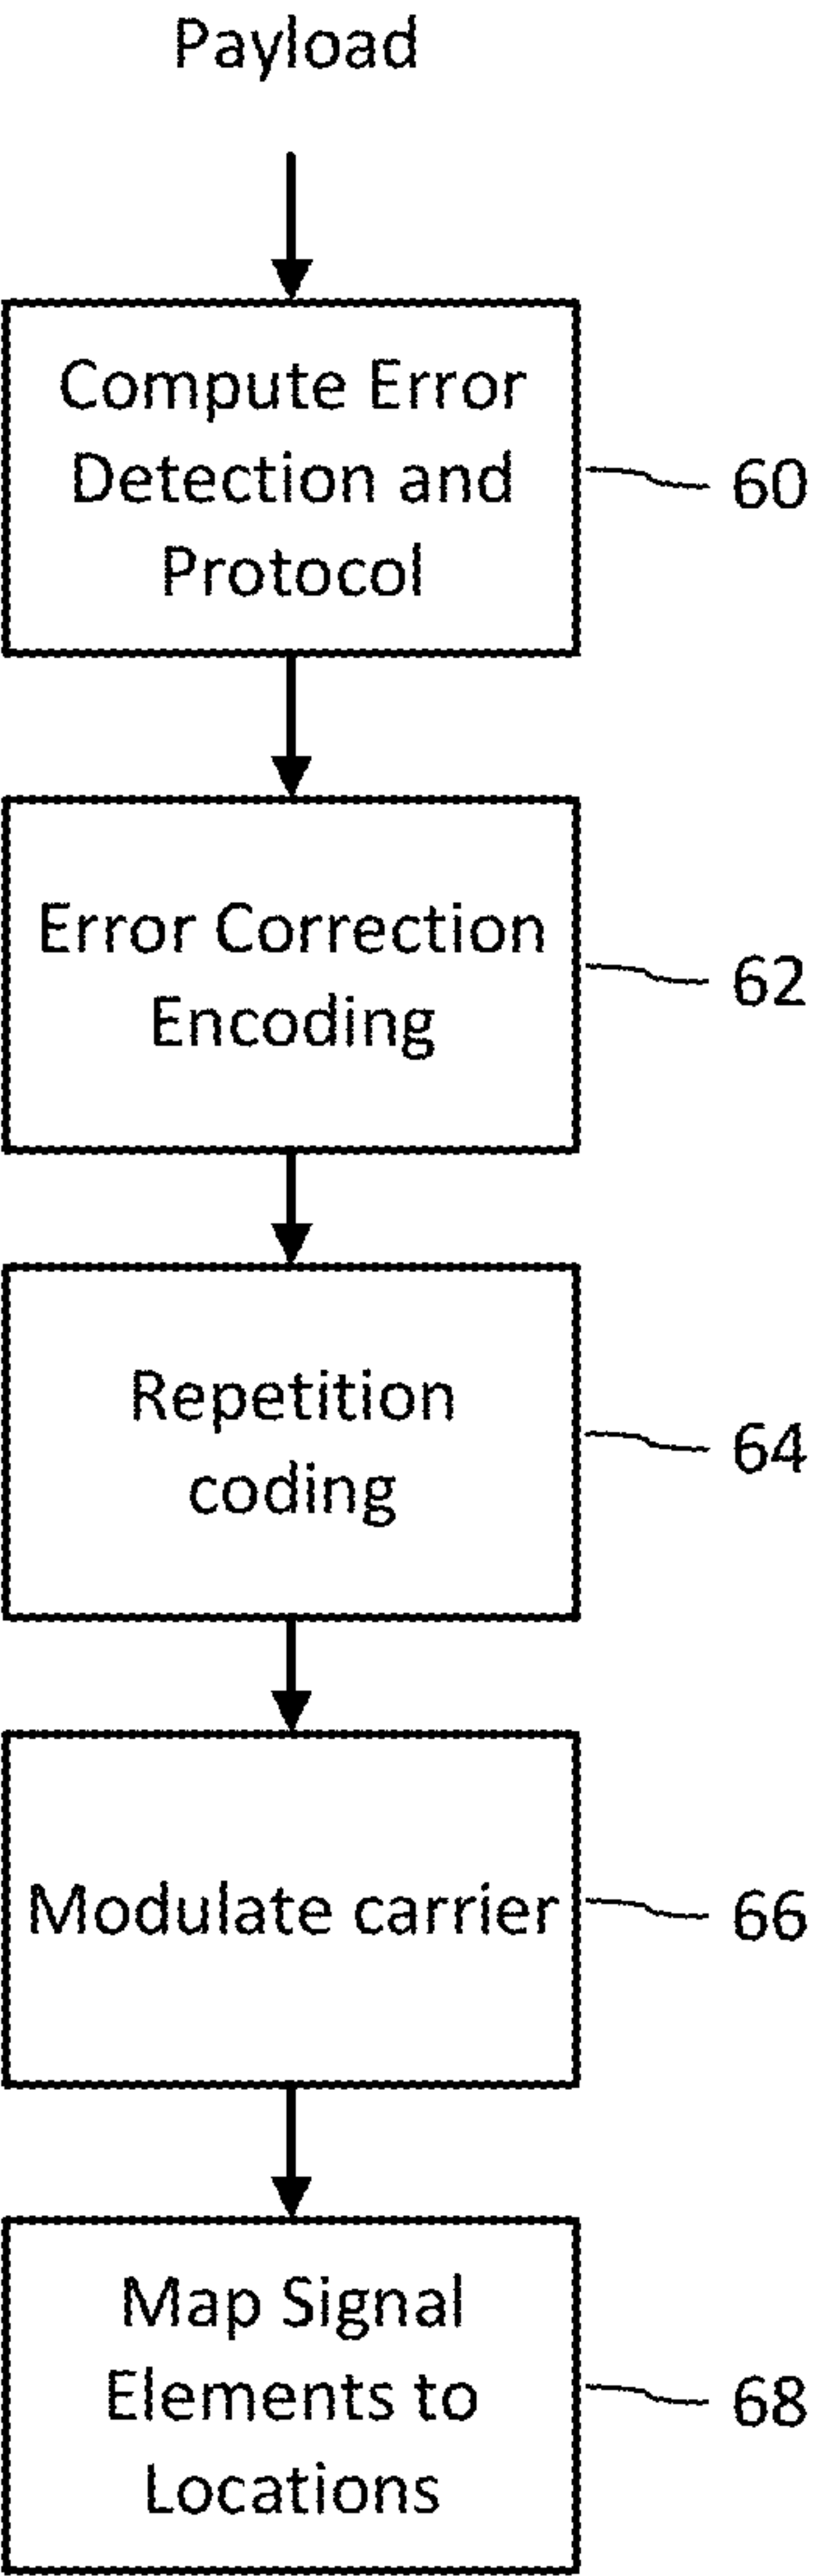 Payload
Compute Error
Detection and
Protocol
60
Error Correction
Encoding
62
Repetition
coding
64
Modulate carrier
66
Map Signal
Elements to
Locations
68